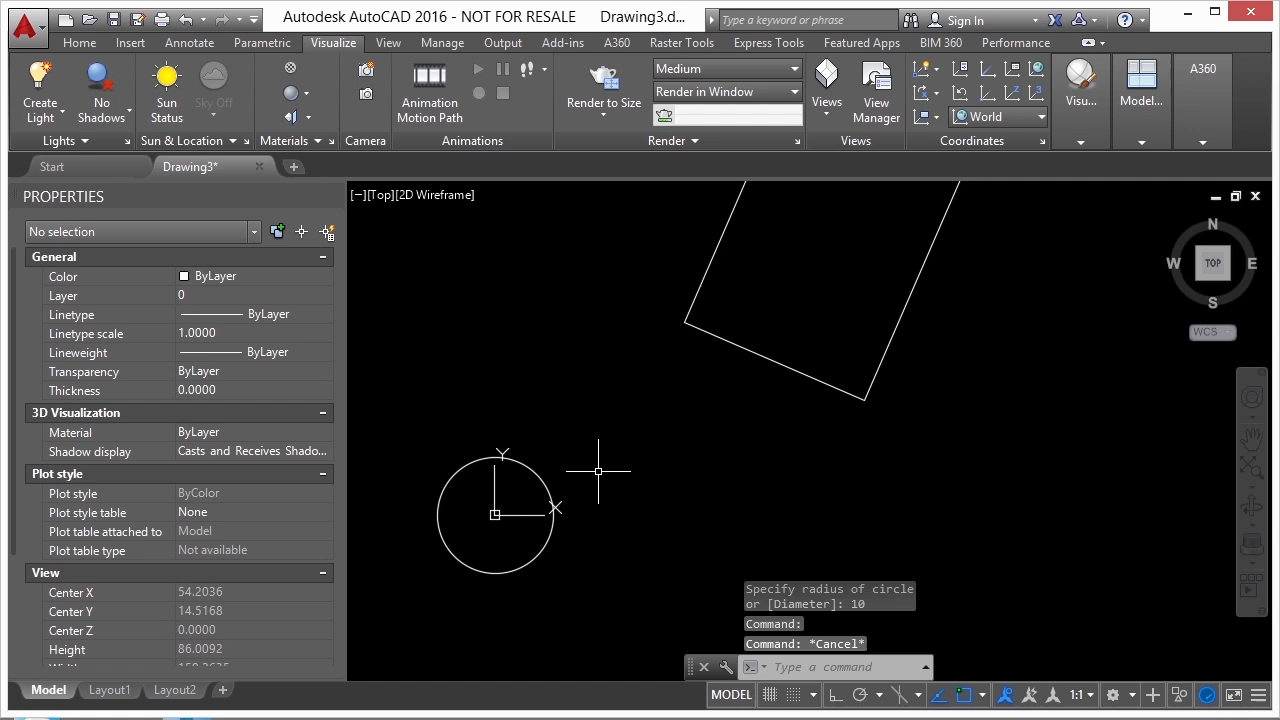 Autodesk AutoCAD 2016 - NOT FOR RESALE Drawing3.d... Type a keyword or phrase Sign In
Home Insert Annotate Parametric Visualize View Manage Output Add-ins A360 Raster Tools Express Tools Featured Apps BIM 360 Performance
Create Light No Shadows Sun Status Sky Off Animation Motion Path Render to Size Medium Render in Window Views View Manager World Visu... Model... A360
Lights Sun & Location Materials Camera Animations Render Views Coordinates
Start Drawing3*
PROPERTIES
[−][Top][2D Wireframe]
No selection
General
Color ByLayer
Layer 0
Linetype ByLayer
Linetype scale 1.0000
Lineweight ByLayer
Transparency ByLayer
Thickness 0.0000
3D Visualization
Material ByLayer
Shadow display Casts and Receives Shado...
Plot style
Plot style ByColor
Plot style table None
Plot table attached to Model
Plot table type Not available
View
Center X 54.2036
Center Y 14.5168
Center Z 0.0000
Height 86.0092
N
W TOP E
S
WCS
Y
X
Specify radius of circle
or [Diameter]: 10
Command:
Command: *Cancel*
Type a command
Model Layout1 Layout2 MODEL 1:1